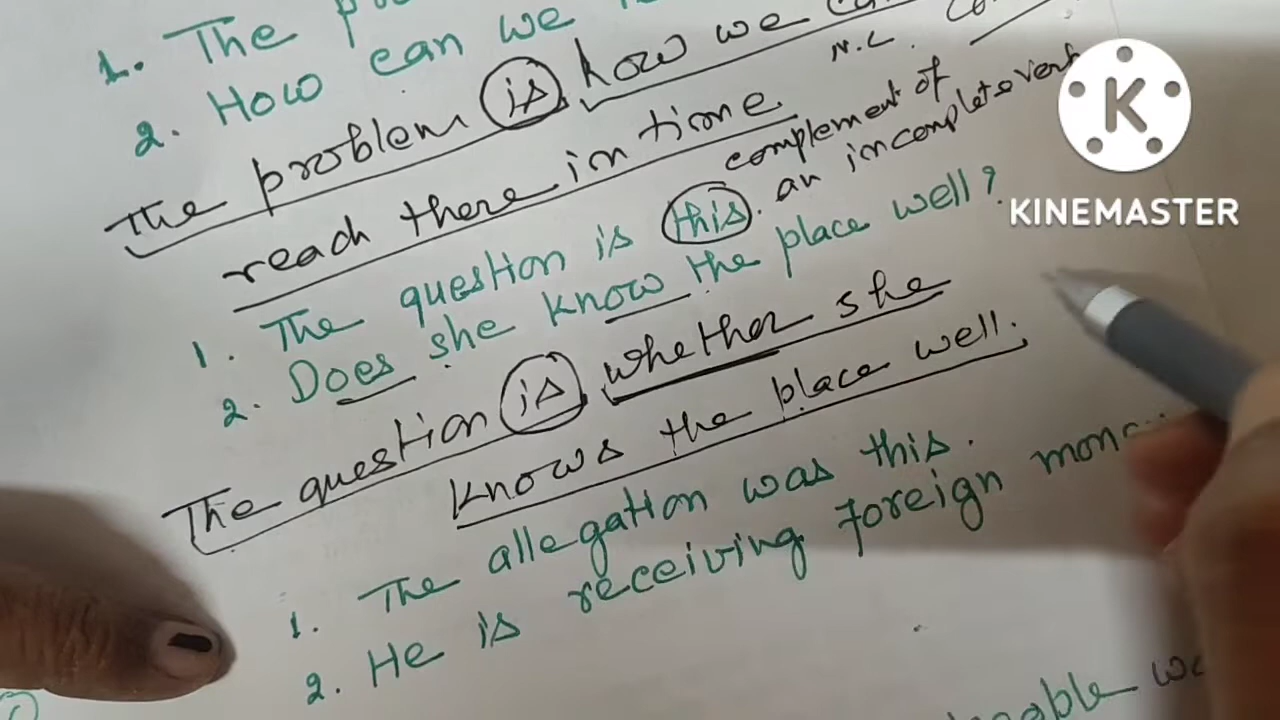 1. The
2. How can we
The problem is how we
N.C.
reach there in time
complement of
an incomplete verb
1. The question is this.
2. Does she know the place well?
The question is whether she
knows the place well.
1. The allegation was this.
2. He is receiving foreign
K
KINEMASTER